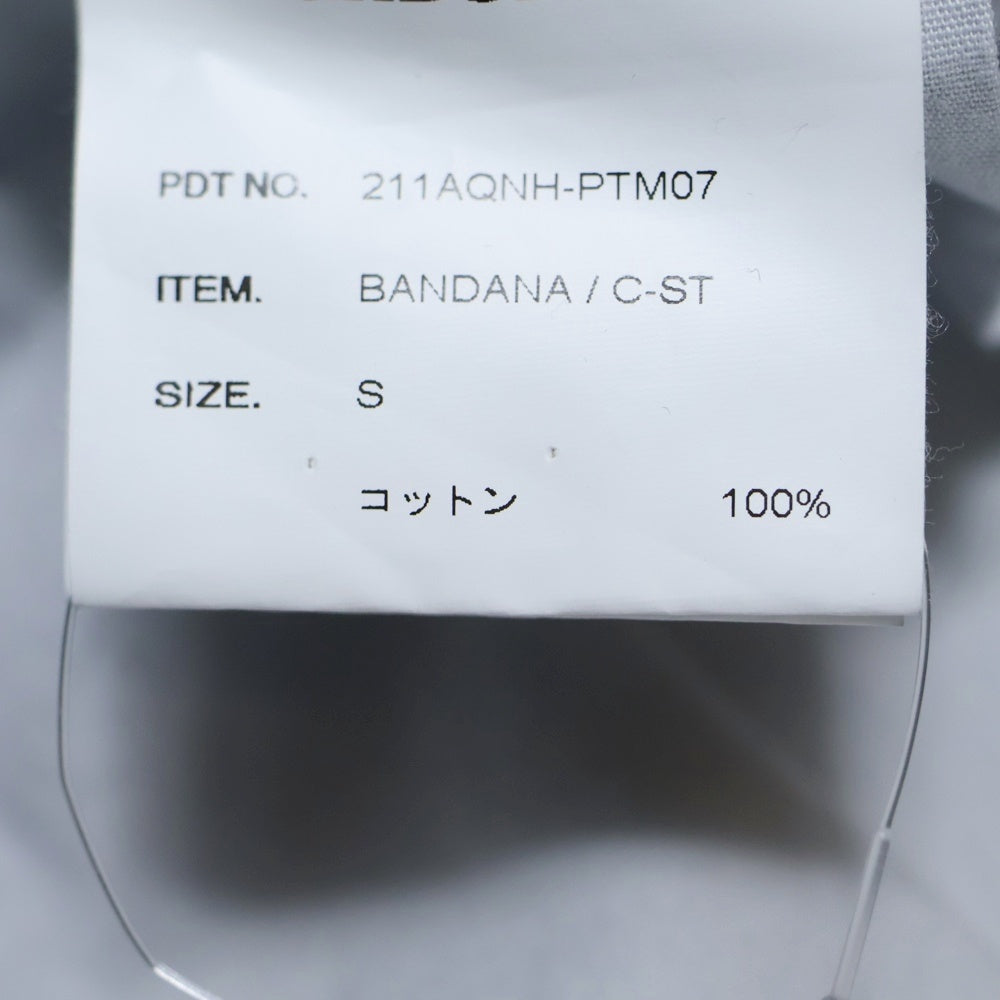 PDT NO. 211AQNH-PTM07
ITEM. BANDANA / C-ST
SIZE. S
コットン 100%